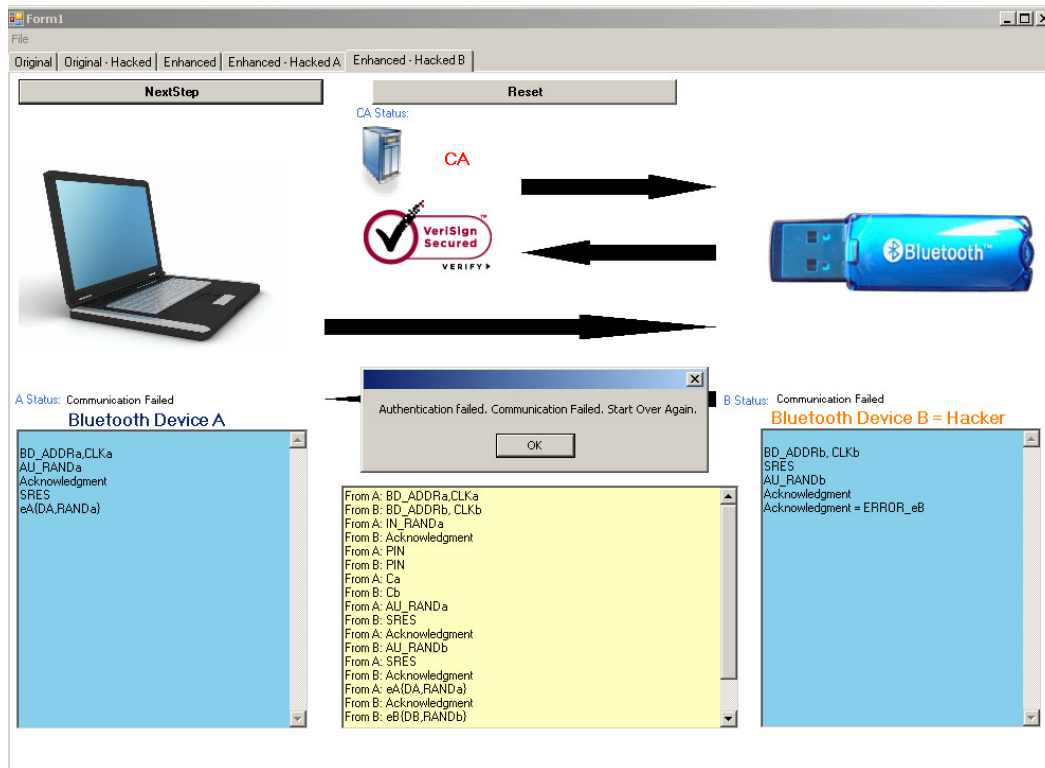 Form1
File
Original
Original - Hacked
Enhanced
Enhanced - Hacked A
Enhanced - Hacked B
NextStep
Reset
CA Status:
CA
VeriSign™
Secured
VERIFY
Bluetooth™
A Status: Communication Failed
Bluetooth Device A
Authentication failed. Communication Failed. Start Over Again.
OK
B Status: Communication Failed
Bluetooth Device B = Hacker
BD_ADDRa,CLKa
AU_RANDa
Acknowledgment
SRES
eA{DA,RANDa}
From A: BD_ADDRa,CLKa
From B: BD_ADDRb, CLKb
From A: IN_RANDa
From B: Acknowledgment
From A: PIN
From B: PIN
From A: Ca
From B: Cb
From A: AU_RANDa
From B: SRES
From A: Acknowledgment
From B: AU_RANDb
From A: SRES
From B: Acknowledgment
From A: eA{DA,RANDa}
From B: Acknowledgment
From B: eB{DB,RANDb}
BD_ADDRb, CLKb
SRES
AU_RANDb
Acknowledgment
Acknowledgment = ERROR_eB